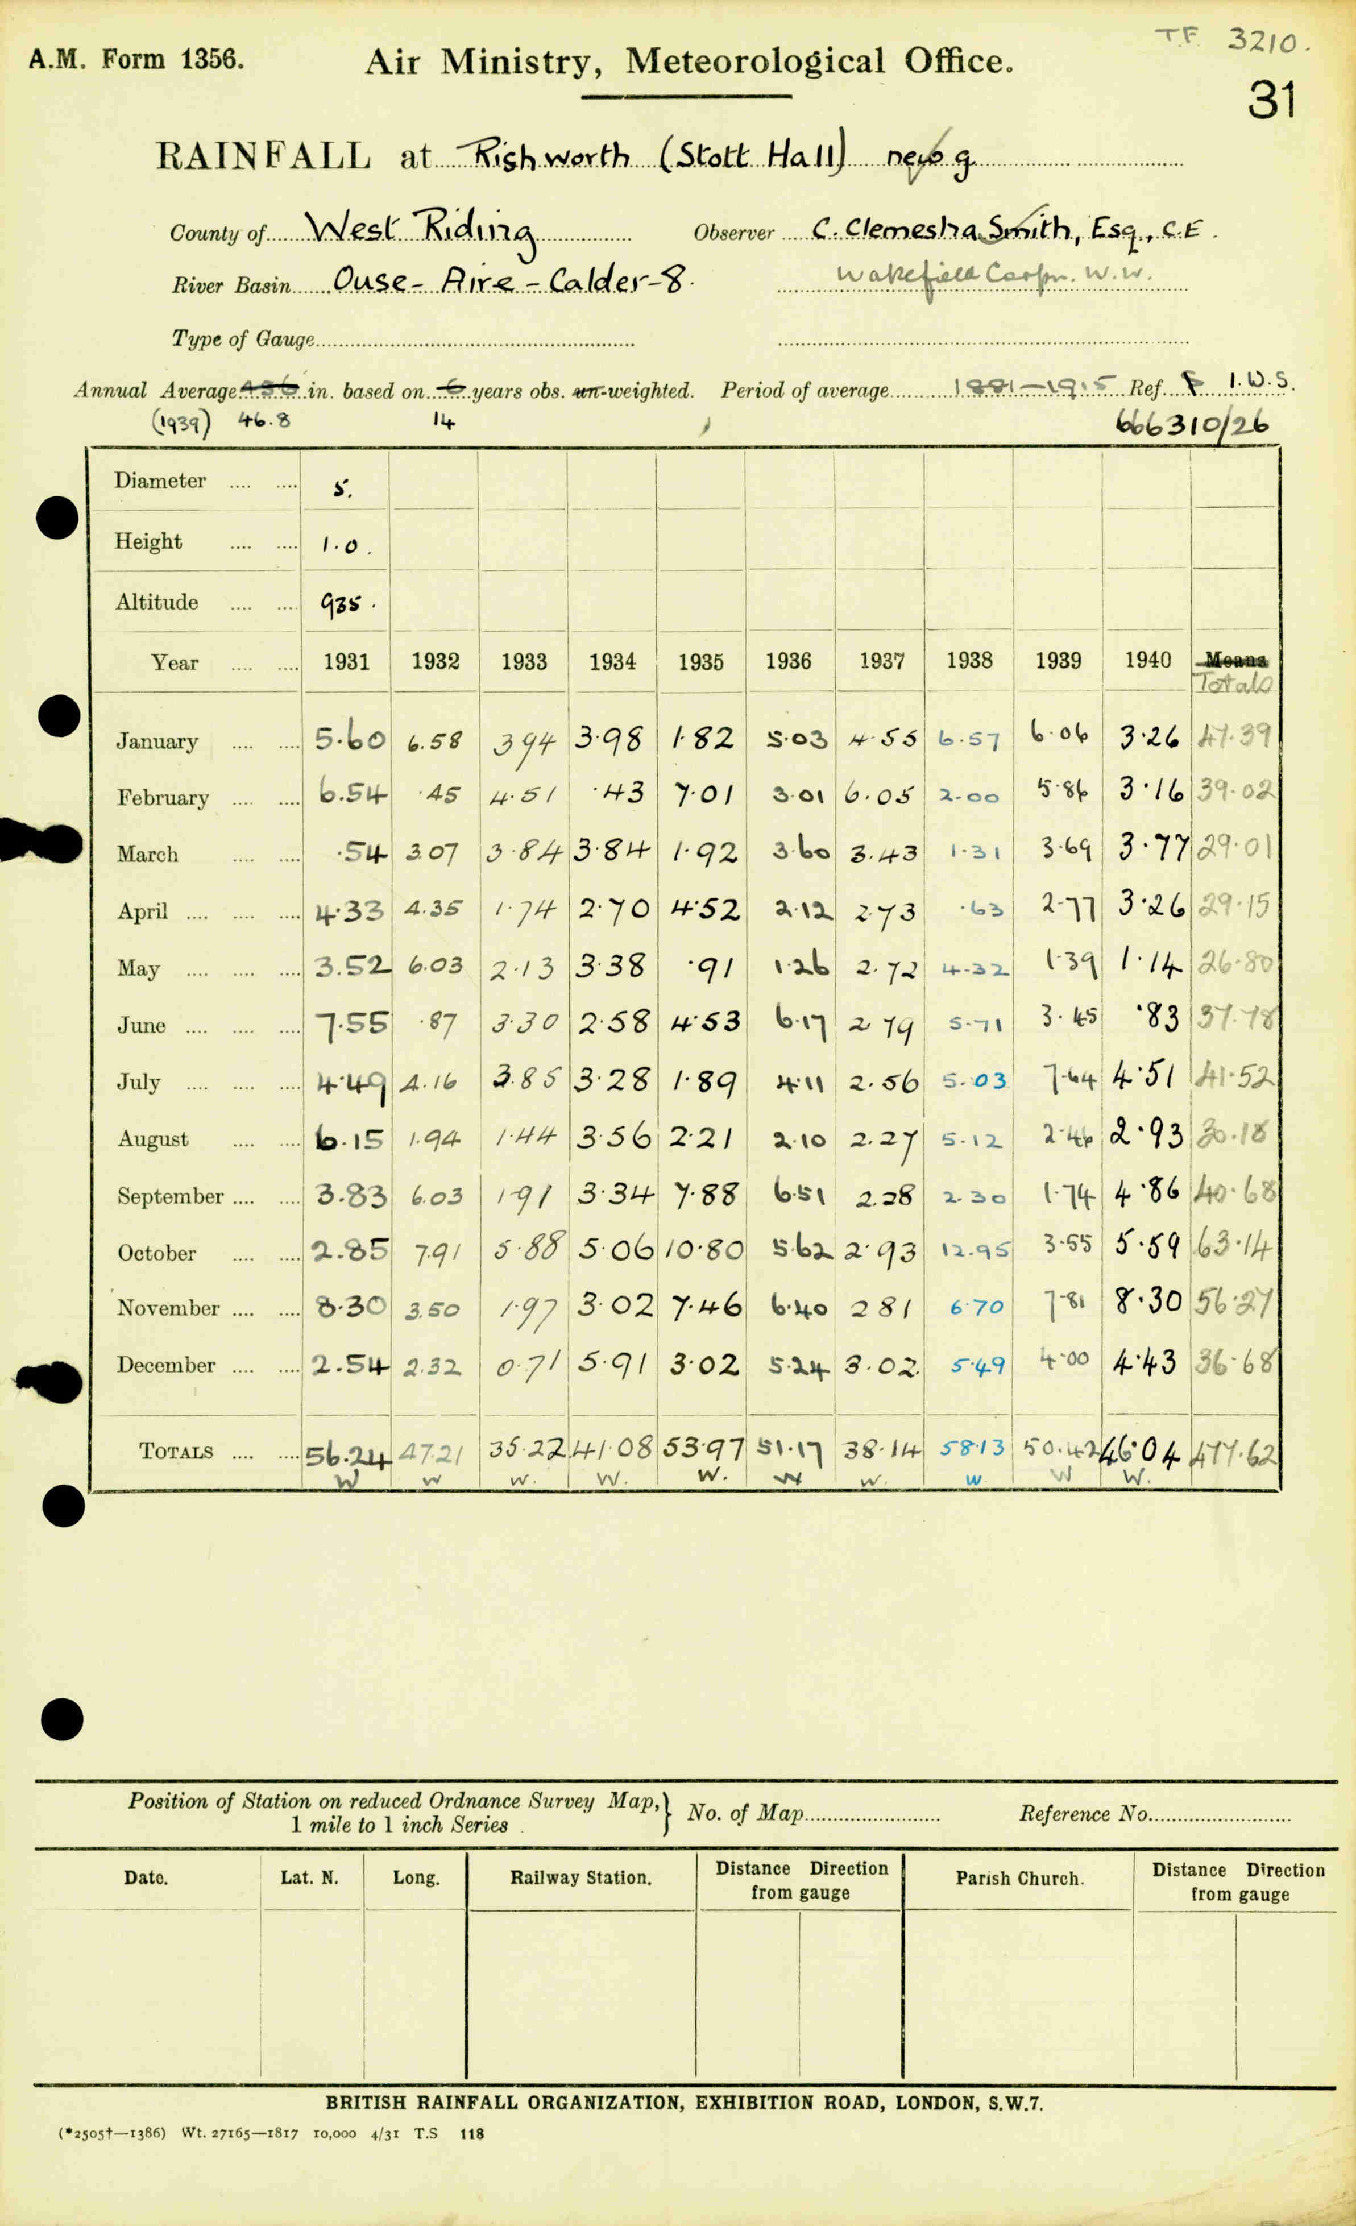 T.F. 3210.
A.M. Form 1356. Air Ministry, Meteorological Office.
31
RAINFALL at Rishworth (Stott Hall) new g
County of West Riding Observer C. Clemesha Smith, Esq., C.E.
River Basin Ouse - Aire - Calder - 8. Wakefield Corpn. W.W.
Type of Gauge
Annual Average in. based on 6 years obs. un-weighted. Period of average 1881-1915 Ref. I.W.S.
(1939) 46.8 14 666310/26
Diameter 5.
Height 1.0.
Altitude 935.
Year 1931 1932 1933 1934 1935 1936 1937 1938 1939 1940 Means
Totals
January 5.60 6.58 3 94 3.98 1.82 5.03 4.55 6.57 6.06 3.26 47.39
February 6.54 .45 4.51 .43 7.01 3.01 6.05 2.00 5.86 3.16 39.02
March .54 3.07 3.84 3.84 1.92 3.60 3.43 1.31 3.69 3.77 29.01
April 4.33 4.35 1.74 2.70 4.52 2.12 2.73 .63 2.77 3.26 29.15
May 3.52 6.03 2.13 3.38 .91 1.26 2.72 4.32 1.39 1.14 26.80
June 7.55 .87 3.30 2.58 4.53 6.17 2 79 5.71 3.45 .83 37.78
July 4.49 4.16 3.85 3.28 1.89 4.11 2.56 5.03 7.64 4.51 41.52
August 6.15 1.94 1.44 3.56 2.21 2.10 2.27 5.12 2.46 2.93 30.18
September 3.83 6.03 1.91 3.34 7.88 6.51 2.28 2.30 1.74 4.86 40.68
October 2.85 7.91 5.88 5.06 10.80 5.62 2.93 12.95 3.55 5.59 63.14
November 8.30 3.50 1.97 3.02 7.46 6.40 2 81 6.70 7.81 8.30 56.27
December 2.54 2.32 0.71 5.91 3.02 5.24 3.02 5.49 4.00 4.43 36.68
TOTALS 56.24 47.21 35.22 41.08 53.97 51.17 38.14 58.13 50.42 46.04 477.62
W W W. W. W. W W. W W W.
Position of Station on reduced Ordnance Survey Map, } No. of Map Reference No.
1 mile to 1 inch Series
Date. Lat. N. Long. Railway Station. Distance Direction Parish Church. Distance Direction
from gauge from gauge
BRITISH RAINFALL ORGANIZATION, EXHIBITION ROAD, LONDON, S.W.7.
(*2505†—1386) Wt. 27165—1817 10,000 4/31 T.S 118